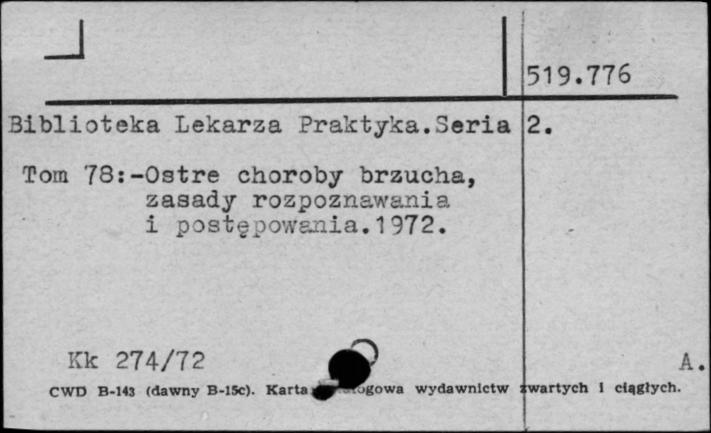 519.776
Biblioteka Lekarza Praktyka.Seria 2.
Tom 78:-Ostre choroby brzucha,
zasady rozpoznawania
i postępowania.1972.
Kk 274/72
A.
CWD B-143 (dawny B-15c). Karta wydawnictw zwartych i ciągłych.